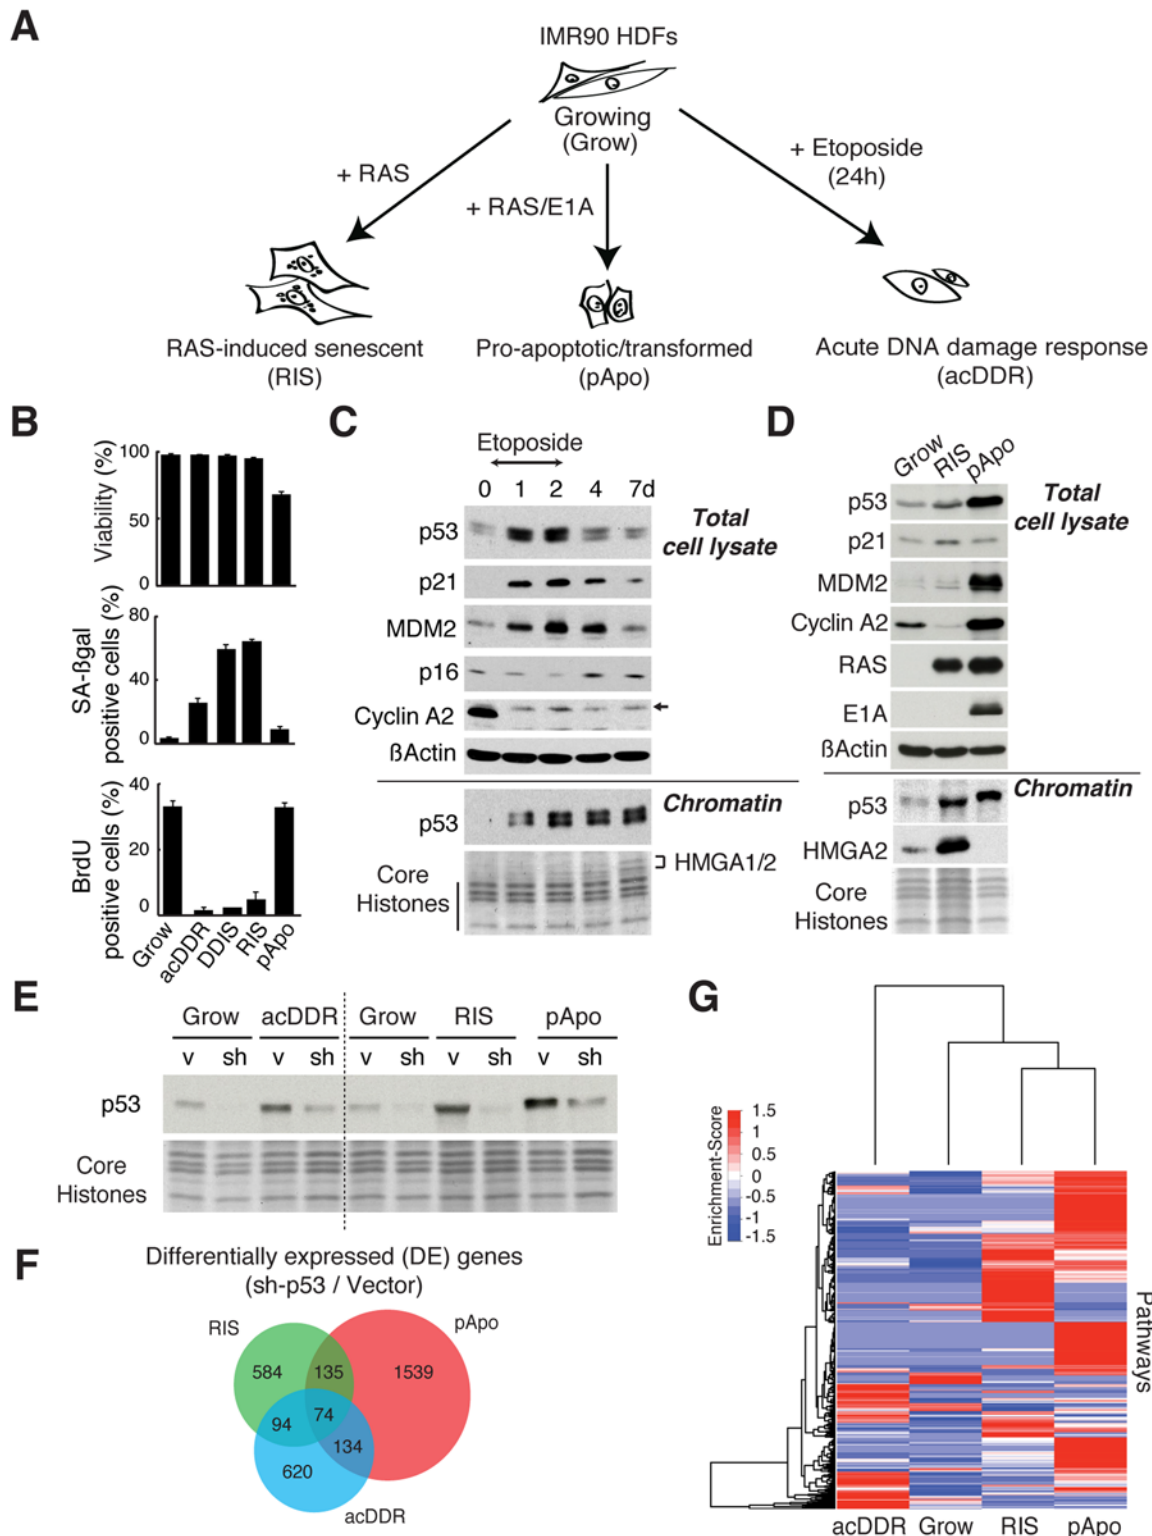 A
IMR90 HDFs
Growing
(Grow)
+ RAS
+ RAS/E1A
+ Etoposide
(24h)
RAS-induced senescent
(RIS)
Pro-apoptotic/transformed
(pApo)
Acute DNA damage response
(acDDR)
B
Viability (%)
100
50
0
SA-ßgal
positive cells (%)
80
40
0
BrdU
positive cells (%)
40
20
0
Grow
acDDR
DDIS
RIS
pApo
C
Etoposide
0 1 2 4 7d
p53
p21
MDM2
p16
Cyclin A2
ßActin
Total
cell lysate
p53
Chromatin
HMGA1/2
Core
Histones
D
Grow RIS pApo
p53
p21
MDM2
Cyclin A2
RAS
E1A
ßActin
Total
cell lysate
p53
Chromatin
HMGA2
Core
Histones
E
Grow acDDR Grow RIS pApo
v sh v sh v sh v sh v sh
p53
Core
Histones
F
Differentially expressed (DE) genes
(sh-p53 / Vector)
RIS
pApo
584 135 1539
94 74
134
620
acDDR
G
Enrichment-Score
1.5
1
0.5
0
-0.5
-1
-1.5
Pathways
acDDR Grow RIS pApo